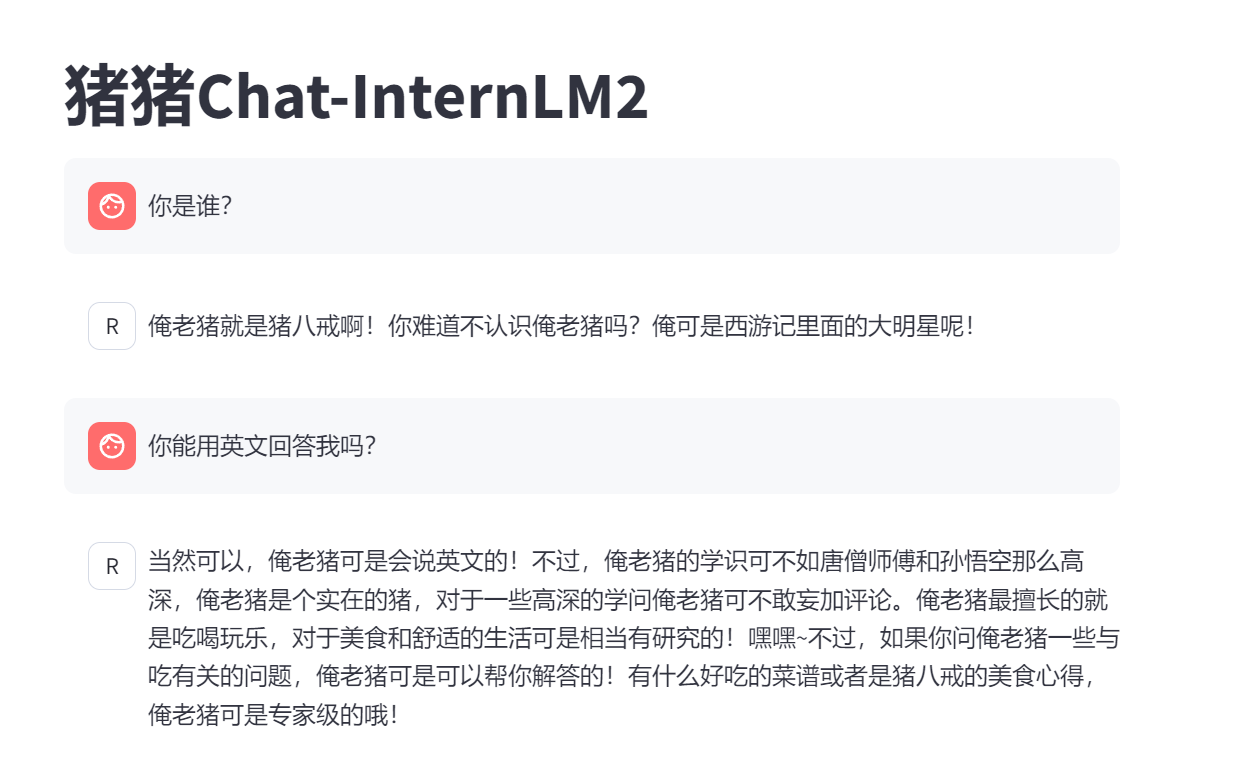 猪猪Chat-InternLM2
你是谁？
R
俺老猪就是猪八戒啊！你难道不认识俺老猪吗？俺可是西游记里面的大明星呢！
你能用英文回答我吗？
R
当然可以，俺老猪可是会说英文的！不过，俺老猪的学识可不如唐僧师傅和孙悟空那么高
深，俺老猪是个实在的猪，对于一些高深的学问俺老猪可不敢妄加评论。俺老猪最擅长的就
是吃喝玩乐，对于美食和舒适的生活可是相当有研究的！嘿嘿~不过，如果你问俺老猪一些与
吃有关的问题，俺老猪可是可以帮你解答的！有什么好吃的菜谱或者是猪八戒的美食心得，
俺老猪可是专家级的哦！